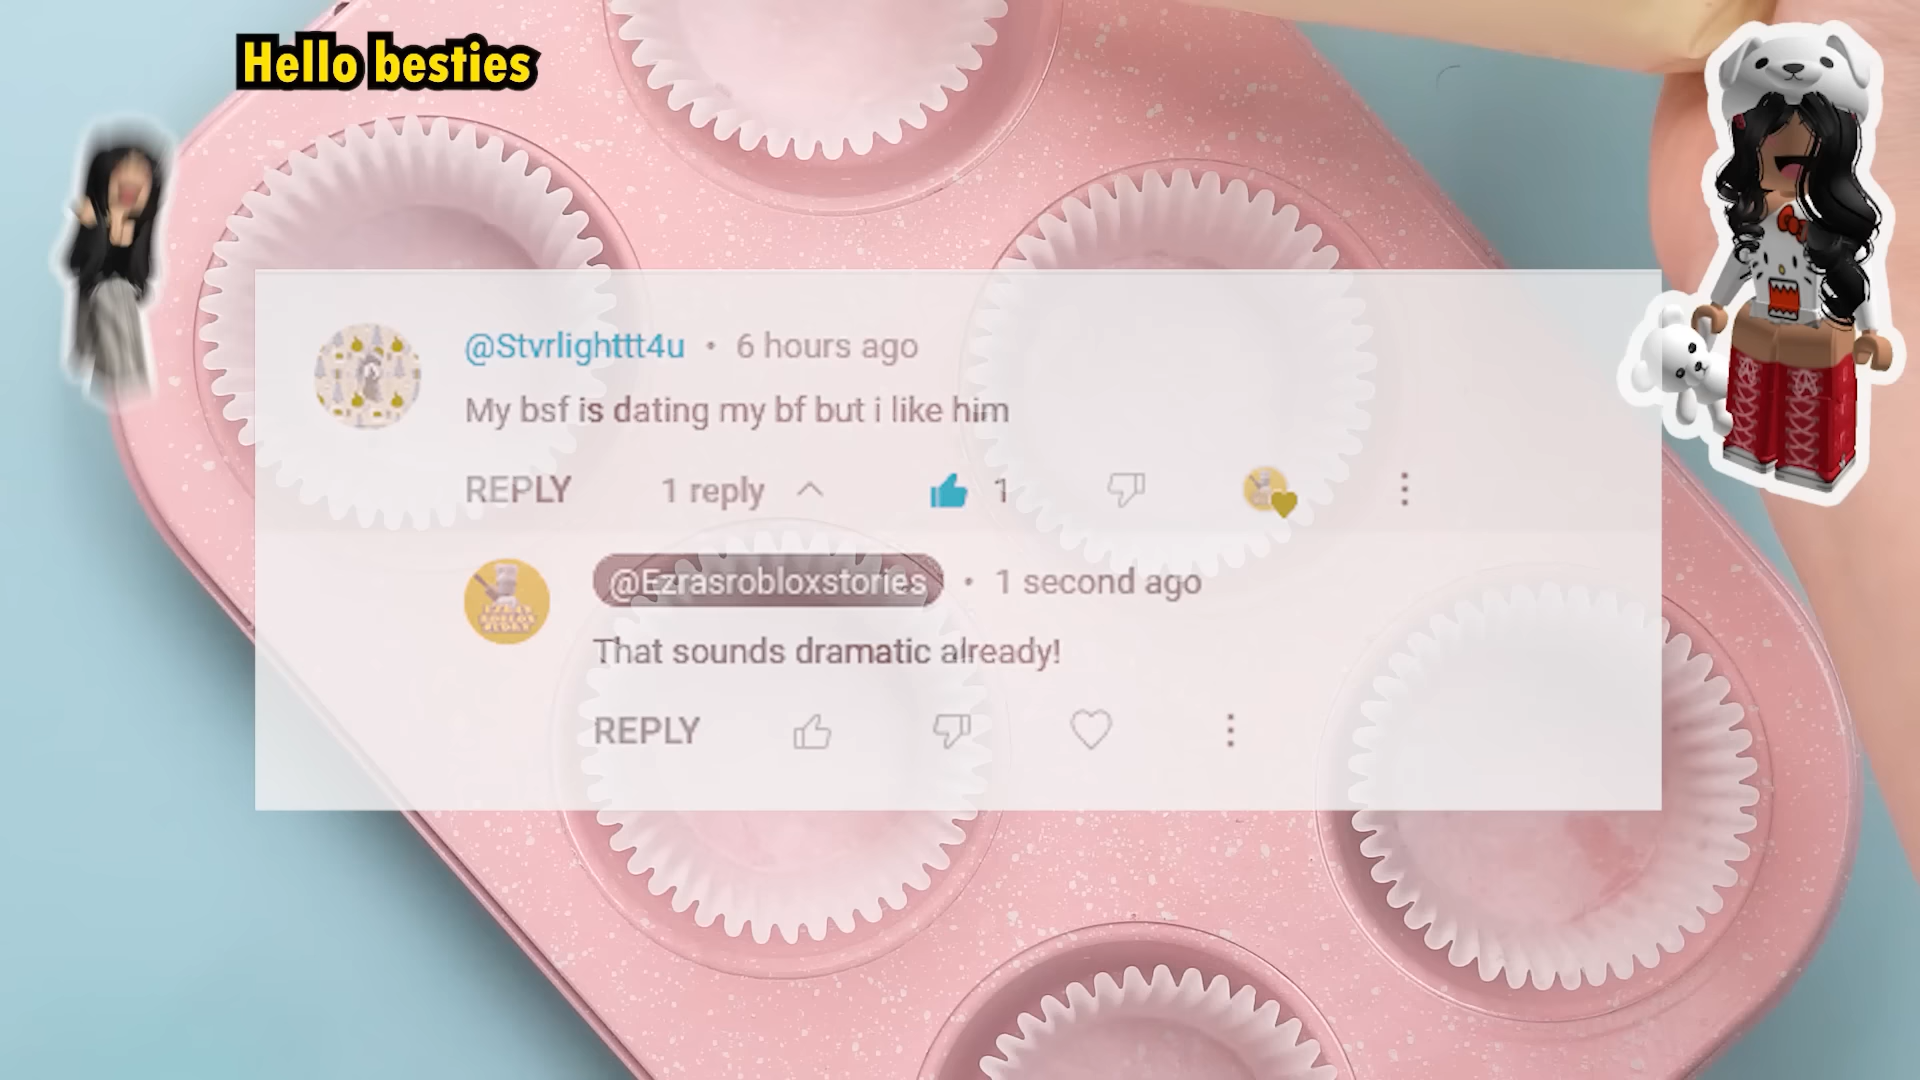 Hello besties
@Stvrlighttt4u • 6 hours ago
My bsf is dating my bf but i like him
REPLY 1 reply 1
@Ezrasrobloxstories • 1 second ago
That sounds dramatic already!
REPLY